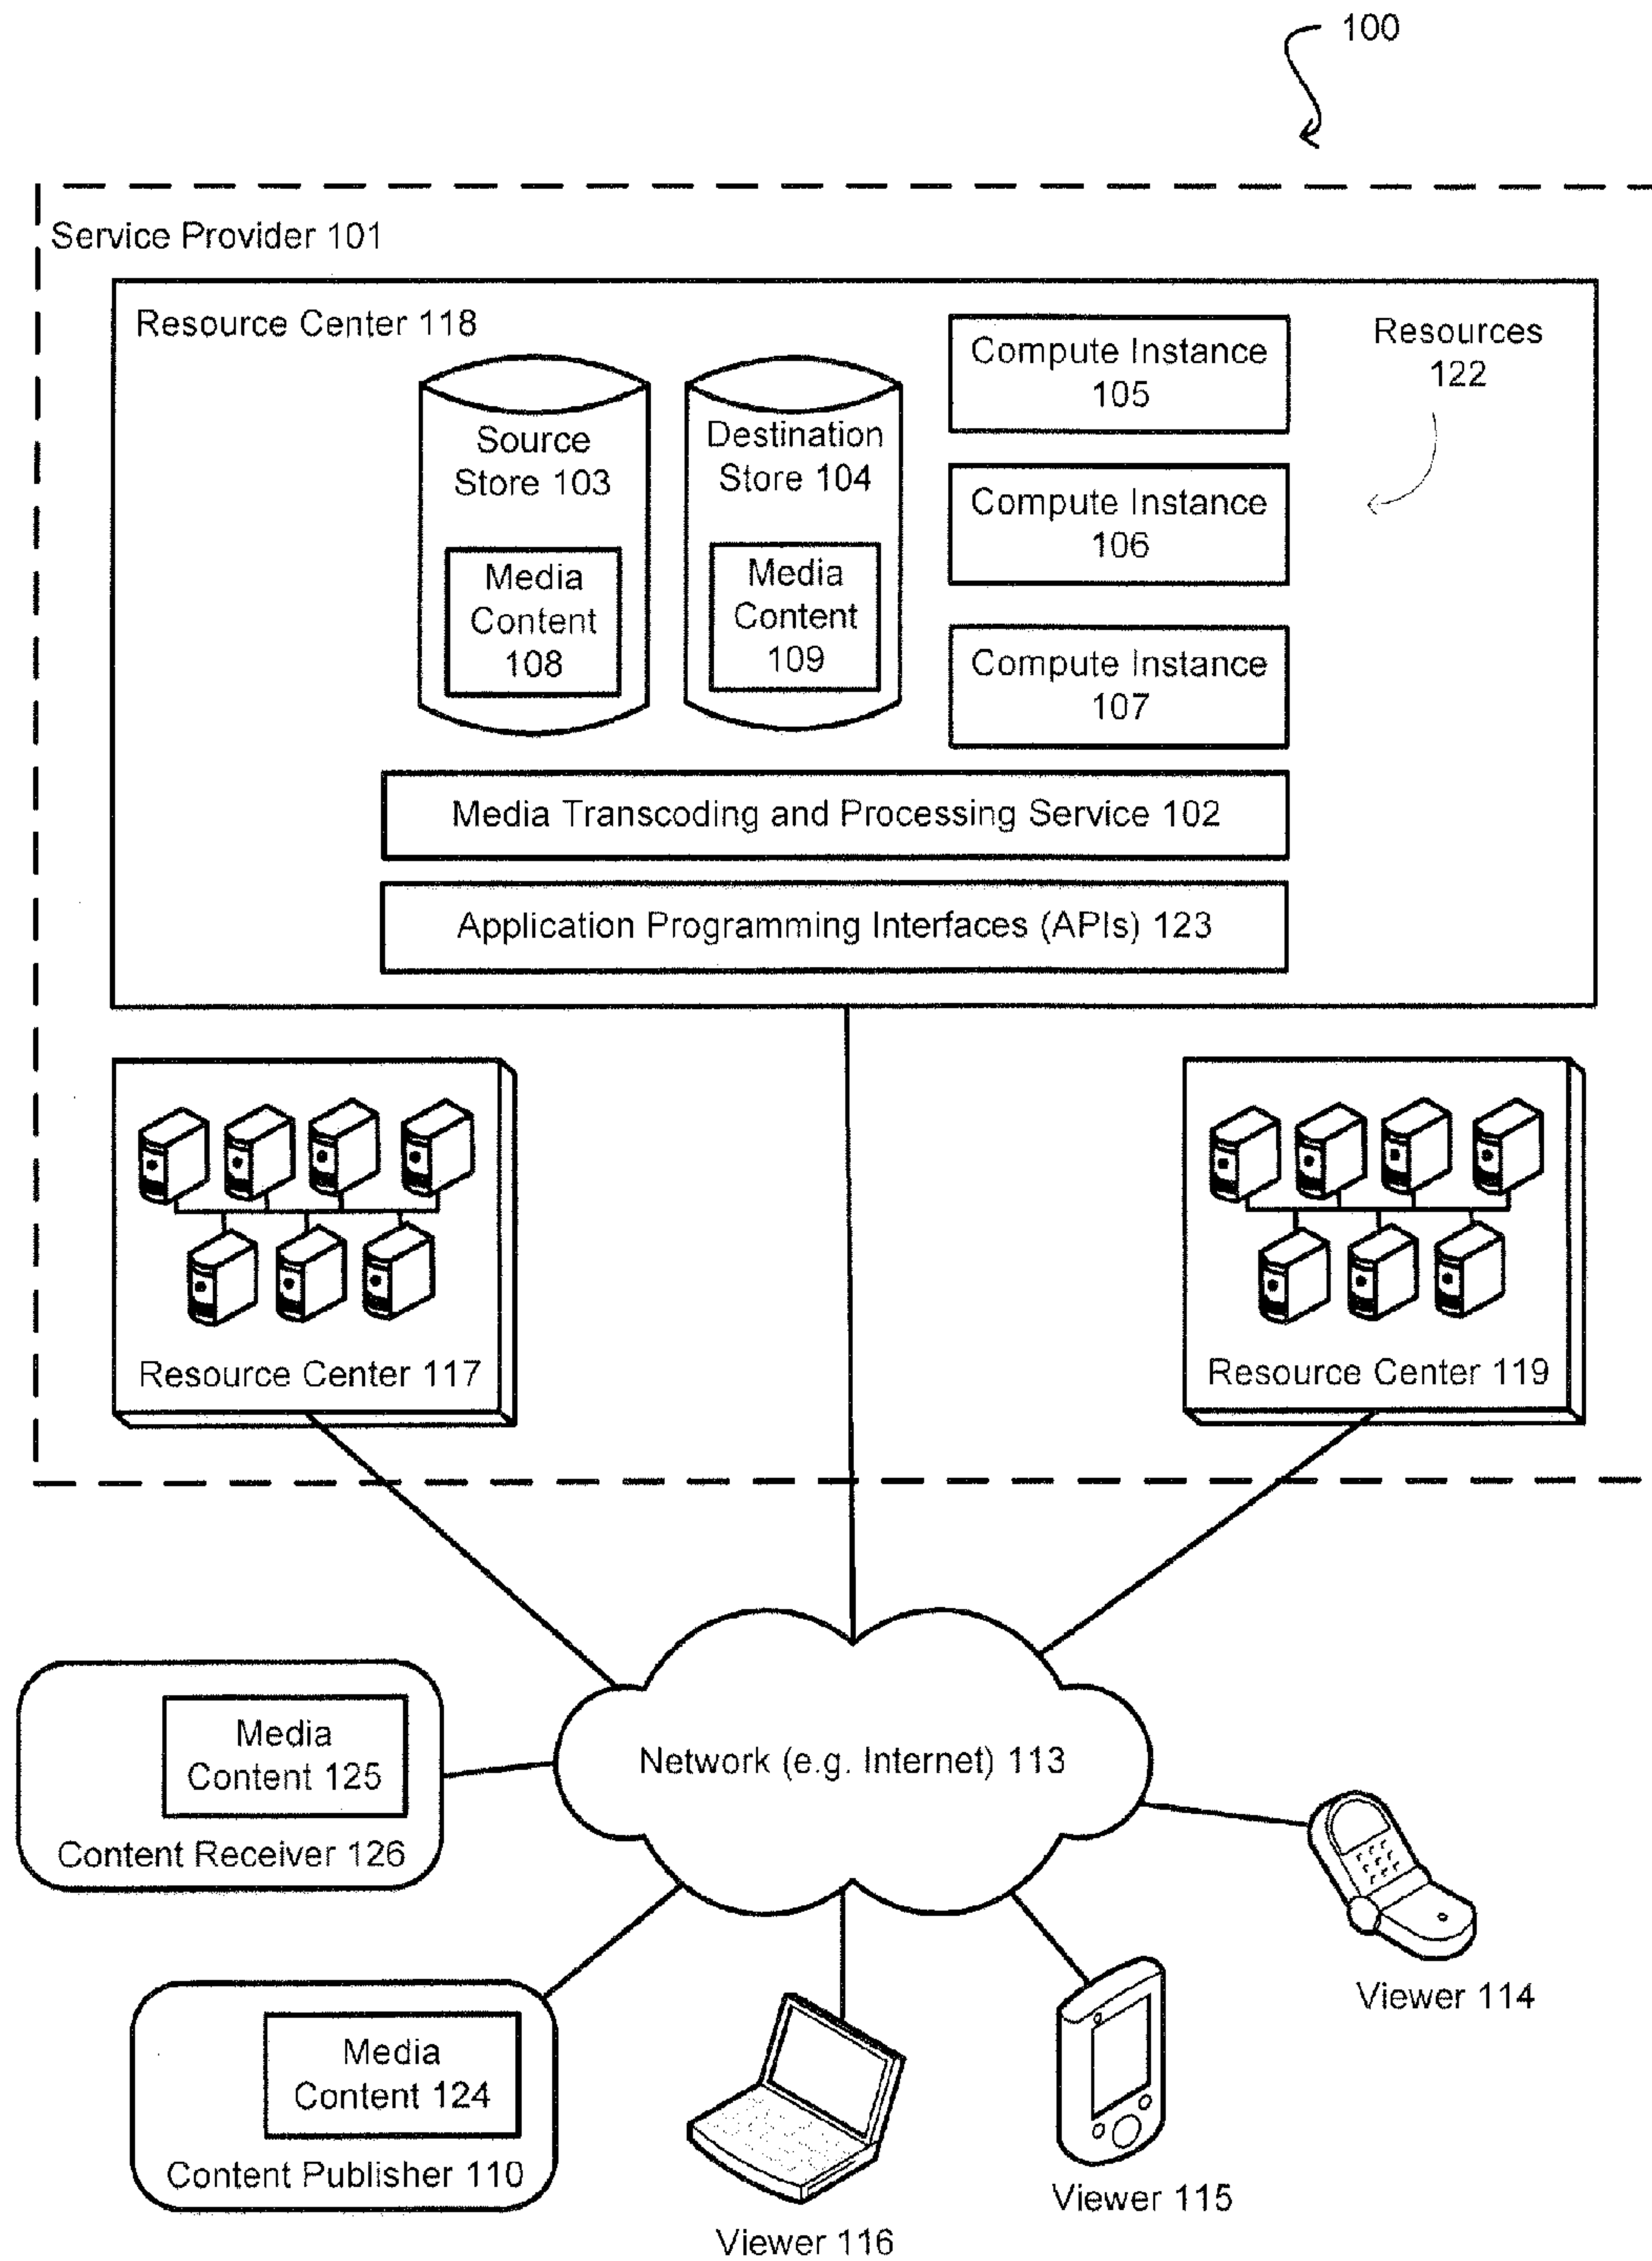 100
Service Provider 101
Resource Center 118
Source
Store 103
Media
Content
108
Destination
Store 104
Media
Content
109
Compute Instance
105
Compute Instance
106
Compute Instance
107
Resources
122
Media Transcoding and Processing Service 102
Application Programming Interfaces (APIs) 123
Resource Center 117
Resource Center 119
Network (e.g. Internet) 113
Media
Content 125
Content Receiver 126
Media
Content 124
Content Publisher 110
Viewer 114
Viewer 115
Viewer 116